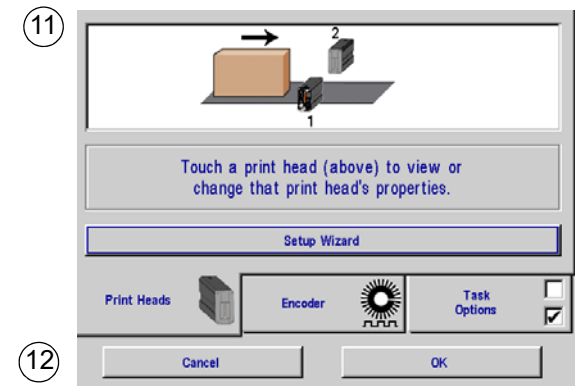 11
2
1
Touch a print head (above) to view or
change that print head's properties.
Setup Wizard
Print Heads
Encoder
Task
Options
12
Cancel
OK